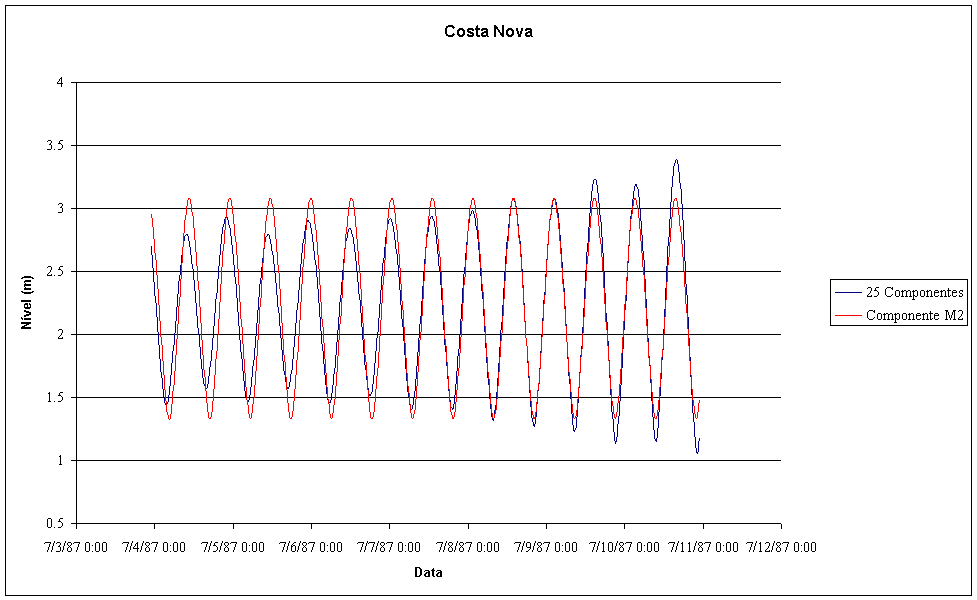 Costa Nova
4
3.5
3
2.5
2
1.5
1
0.5
Nível (m)
7/3/87 0:00 7/4/87 0:00 7/5/87 0:00 7/6/87 0:00 7/7/87 0:00 7/8/87 0:00 7/9/87 0:00 7/10/87 0:00 7/11/87 0:00 7/12/87 0:00
Data
25 Componentes
Componente M2